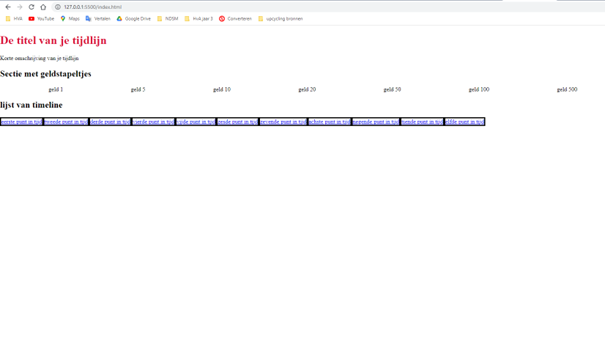 127.0.0.1:5500/index.html
HVA YouTube Maps Vertalen Google Drive NDSM HvA jaar 3 Converteren upcycling bronnen
De titel van je tijdlijn
Korte omschrijving van je tijdlijn
Sectie met geldstapeltjes
geld 1 geld 5 geld 10 geld 20 geld 50 geld 100 geld 500
lijst van timeline
eerste punt in tijd tweede punt in tijd derde punt in tijd vierde punt in tijd vijfde punt in tijd zesde punt in tijd zevende punt in tijd achtste punt in tijd negende punt in tijd tiende punt in tijd elfde punt in tijd